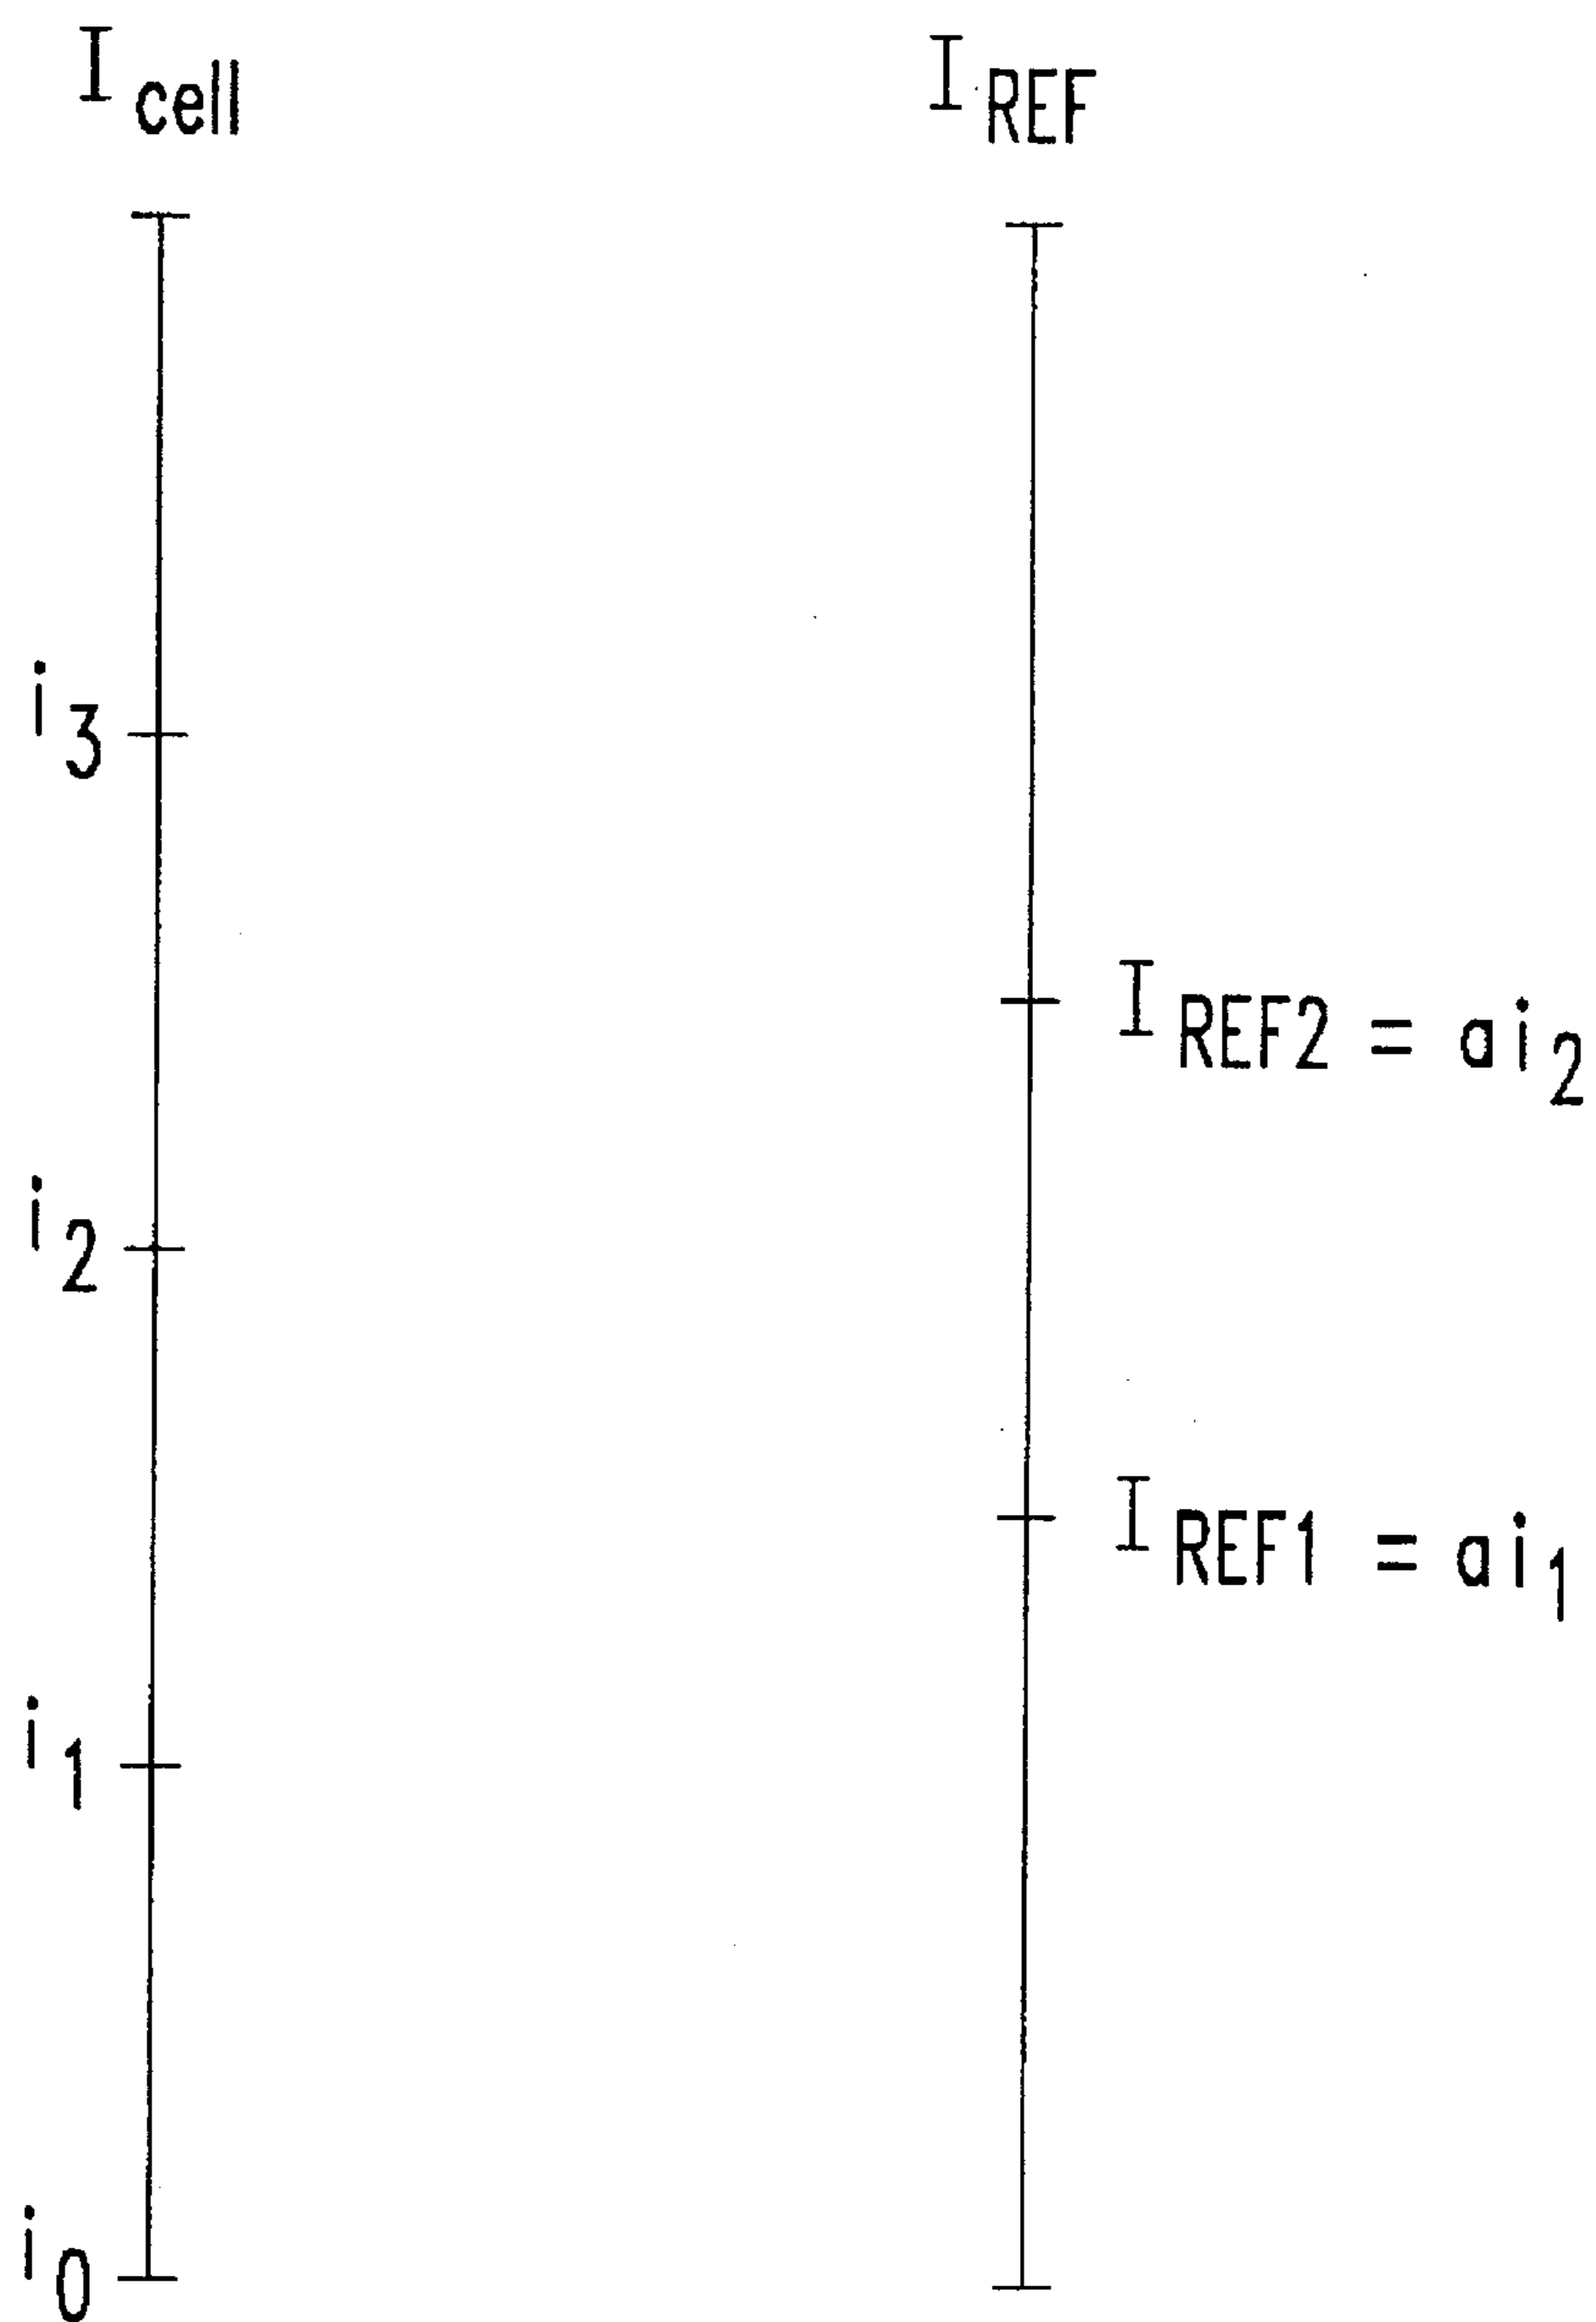 I cell
I REF
i 3
I REF2 = ai 2
i 2
I REF1 = ai 1
i 1
i 0